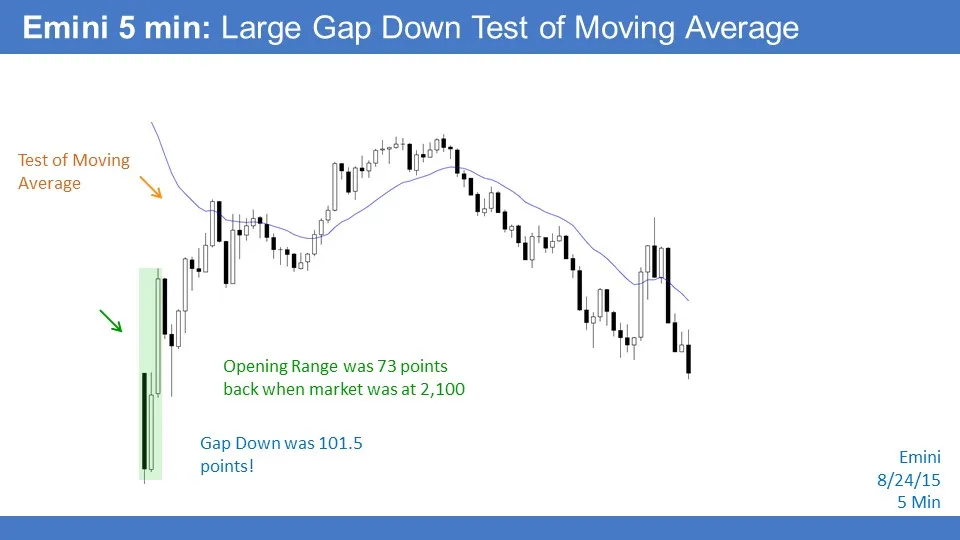 Emini 5 min: Large Gap Down Test of Moving Average
Test of Moving
Average
Opening Range was 73 points
back when market was at 2,100
Gap Down was 101.5
points!
Emini
8/24/15
5 Min